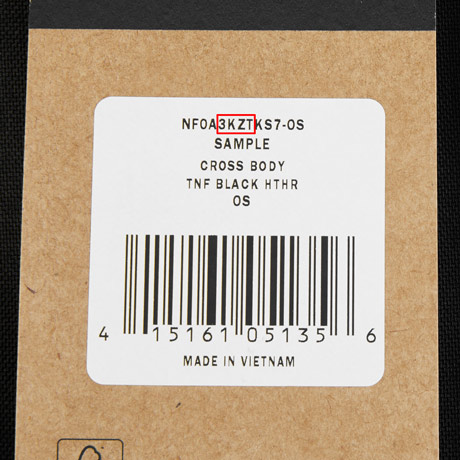 NF0A3KZTKS7-OS
SAMPLE
CROSS BODY
TNF BLACK HTHR
OS
4 15161 05135 6
MADE IN VIETNAM